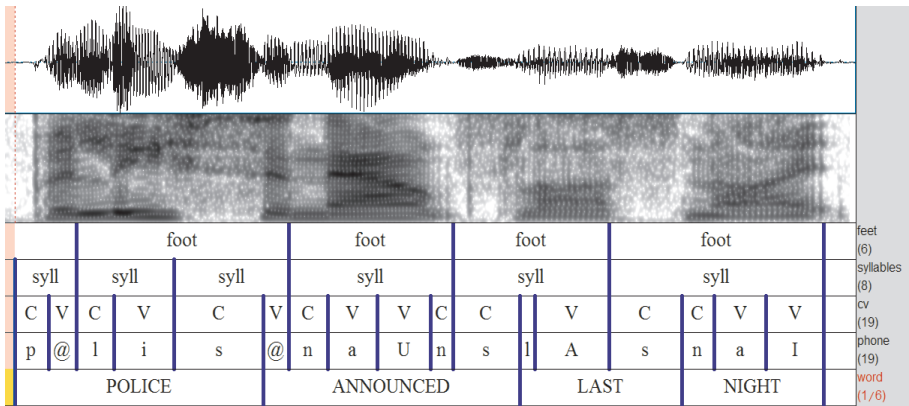 foot foot foot foot feet (6)
syll syll syll syll syll syll syllables (8)
C V C V C V C V V C C V C C V V cv (19)
p @ l i s @ n a U n s l A s n a I phone (19)
POLICE ANNOUNCED LAST NIGHT word (1/6)